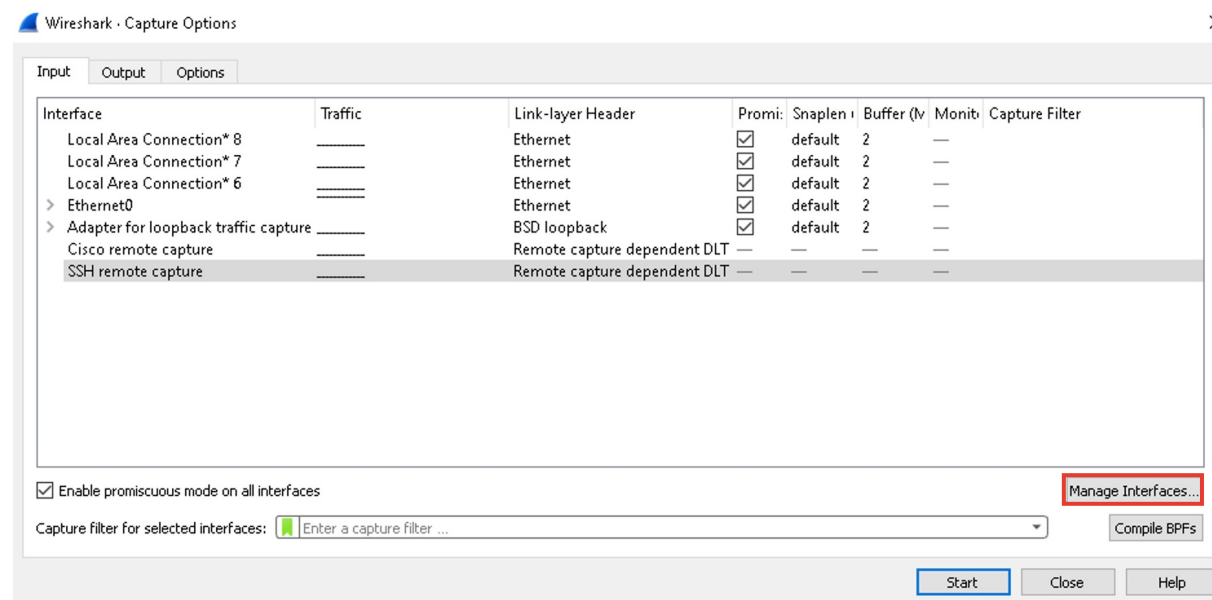 Wireshark · Capture Options
Input Output Options
Interface Traffic Link-layer Header Promi: Snaplen Buffer (M Monit Capture Filter
Local Area Connection* 8 Ethernet default 2 —
Local Area Connection* 7 Ethernet default 2 —
Local Area Connection* 6 Ethernet default 2 —
Ethernet0 Ethernet default 2 —
Adapter for loopback traffic capture BSD loopback default 2 —
Cisco remote capture Remote capture dependent DLT — — — —
SSH remote capture Remote capture dependent DLT — — — —
Enable promiscuous mode on all interfaces Manage Interfaces...
Capture filter for selected interfaces: Enter a capture filter ... Compile BPFs
Start Close Help